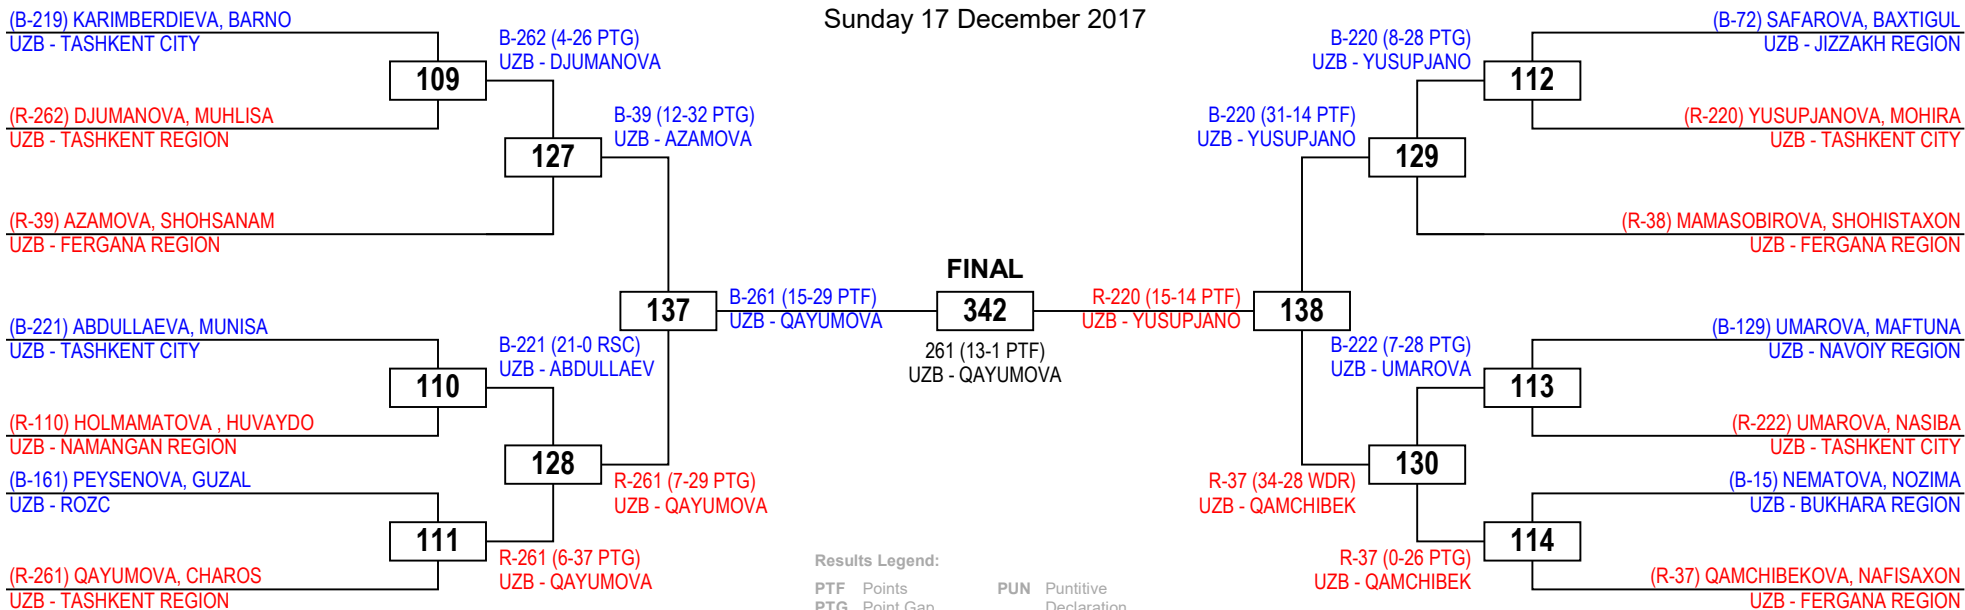 Sunday 17 December 2017
(B-219) KARIMBERDIEVA, BARNO
UZB - TASHKENT CITY
109
(R-262) DJUMANOVA, MUHLISA
UZB - TASHKENT REGION
B-262 (4-26 PTG)
UZB - DJUMANOVA
127
(R-39) AZAMOVA, SHOHSANAM
UZB - FERGANA REGION
B-39 (12-32 PTG)
UZB - AZAMOVA
137
(B-221) ABDULLAEVA, MUNISA
UZB - TASHKENT CITY
110
(R-110) HOLMAMATOVA , HUVAYDO
UZB - NAMANGAN REGION
B-221 (21-0 RSC)
UZB - ABDULLAEV
128
(B-161) PEYSENOVA, GUZAL
UZB - ROZC
111
(R-261) QAYUMOVA, CHAROS
UZB - TASHKENT REGION
R-261 (6-37 PTG)
UZB - QAYUMOVA
R-261 (7-29 PTG)
UZB - QAYUMOVA
B-261 (15-29 PTF)
UZB - QAYUMOVA
FINAL
342
261 (13-1 PTF)
UZB - QAYUMOVA
R-220 (15-14 PTF)
UZB - YUSUPJANO
138
B-220 (31-14 PTF)
UZB - YUSUPJANO
129
B-220 (8-28 PTG)
UZB - YUSUPJANO
112
(B-72) SAFAROVA, BAXTIGUL
UZB - JIZZAKH REGION
(R-220) YUSUPJANOVA, MOHIRA
UZB - TASHKENT CITY
(R-38) MAMASOBIROVA, SHOHISTAXON
UZB - FERGANA REGION
B-222 (7-28 PTG)
UZB - UMAROVA
113
(B-129) UMAROVA, MAFTUNA
UZB - NAVOIY REGION
(R-222) UMAROVA, NASIBA
UZB - TASHKENT CITY
R-37 (34-28 WDR)
UZB - QAMCHIBEK
130
R-37 (0-26 PTG)
UZB - QAMCHIBEK
114
(B-15) NEMATOVA, NOZIMA
UZB - BUKHARA REGION
(R-37) QAMCHIBEKOVA, NAFISAXON
UZB - FERGANA REGION
Results Legend:
PTF Points PUN Puntitive
PTG Point Gap Declaration